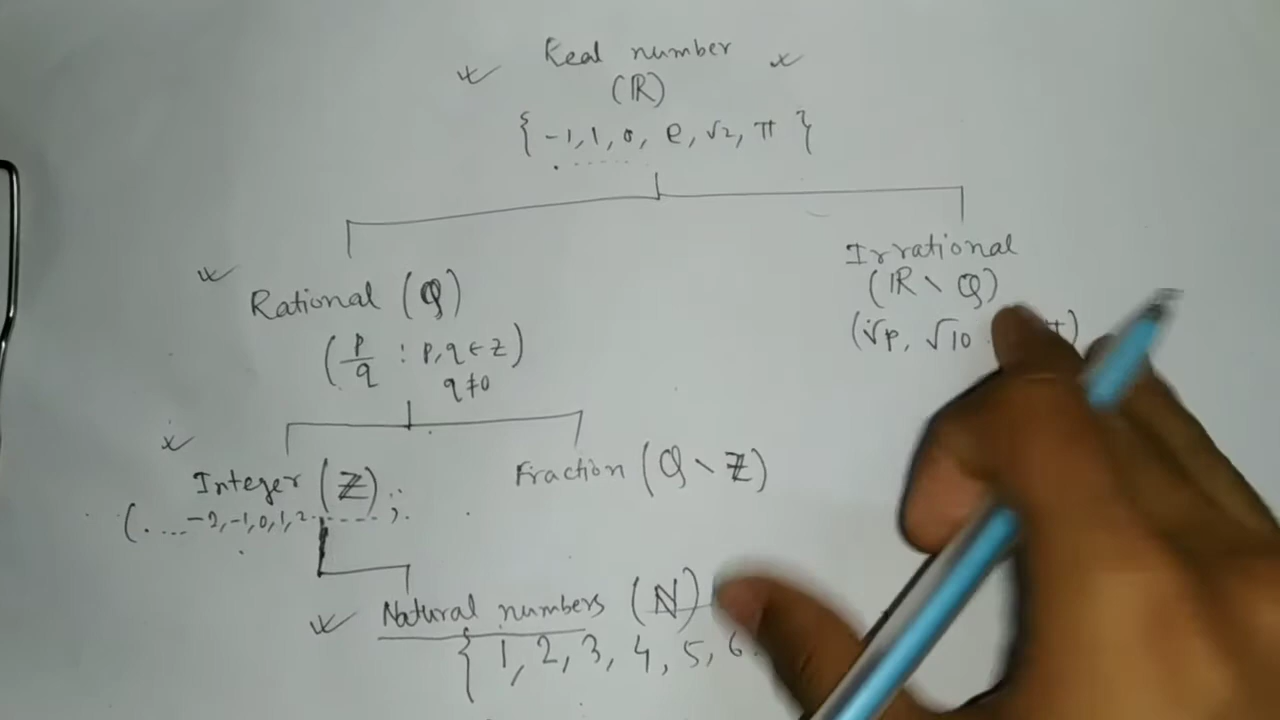 Real number
(ℝ)
{ -1, 1, 0, e, √2, π }
Rational (ℚ)
Irrational
(ℝ \ ℚ)
(p/q : p, q ∈ z)
q ≠ 0
(√p, √10
Integer (ℤ)
Fraction (ℚ \ ℤ)
(.... -2, -1, 0, 1, 2 ----- )
Natural numbers (ℕ)
{ 1, 2, 3, 4, 5, 6